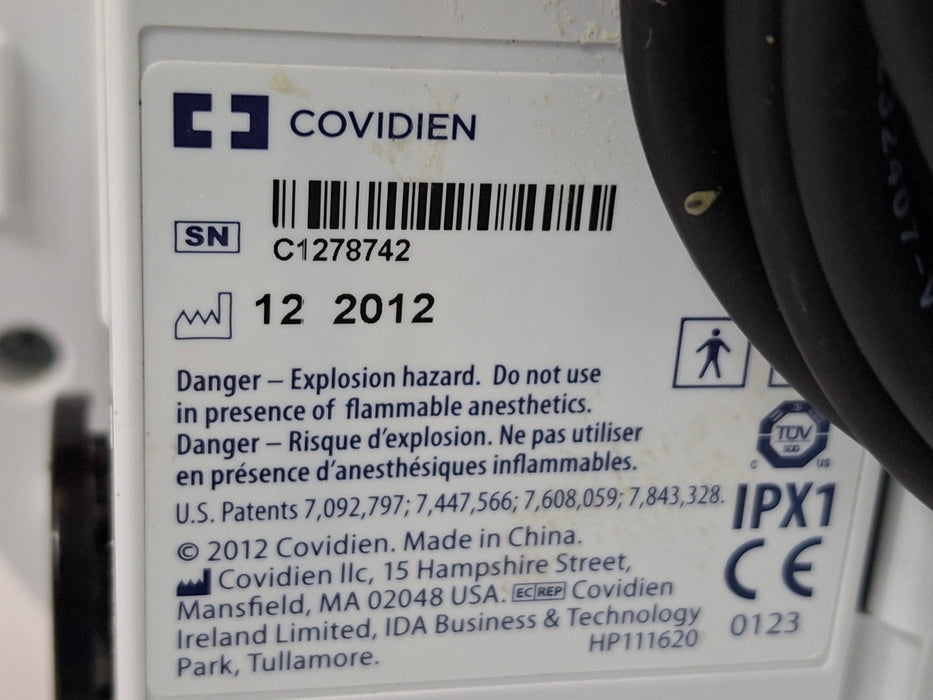 COVIDIEN
SN
C1278742
12 2012
Danger – Explosion hazard. Do not use
in presence of flammable anesthetics.
Danger – Risque d'explosion. Ne pas utiliser
en présence d'anesthésiques inflammables.
U.S. Patents 7,092,797; 7,447,566; 7,608,059; 7,843,328.
© 2012 Covidien. Made in China.
Covidien llc, 15 Hampshire Street,
Mansfield, MA 02048 USA. EC REP Covidien
Ireland Limited, IDA Business & Technology
Park, Tullamore.
HP111620
TÜV
C US
IPX1
CE
0123